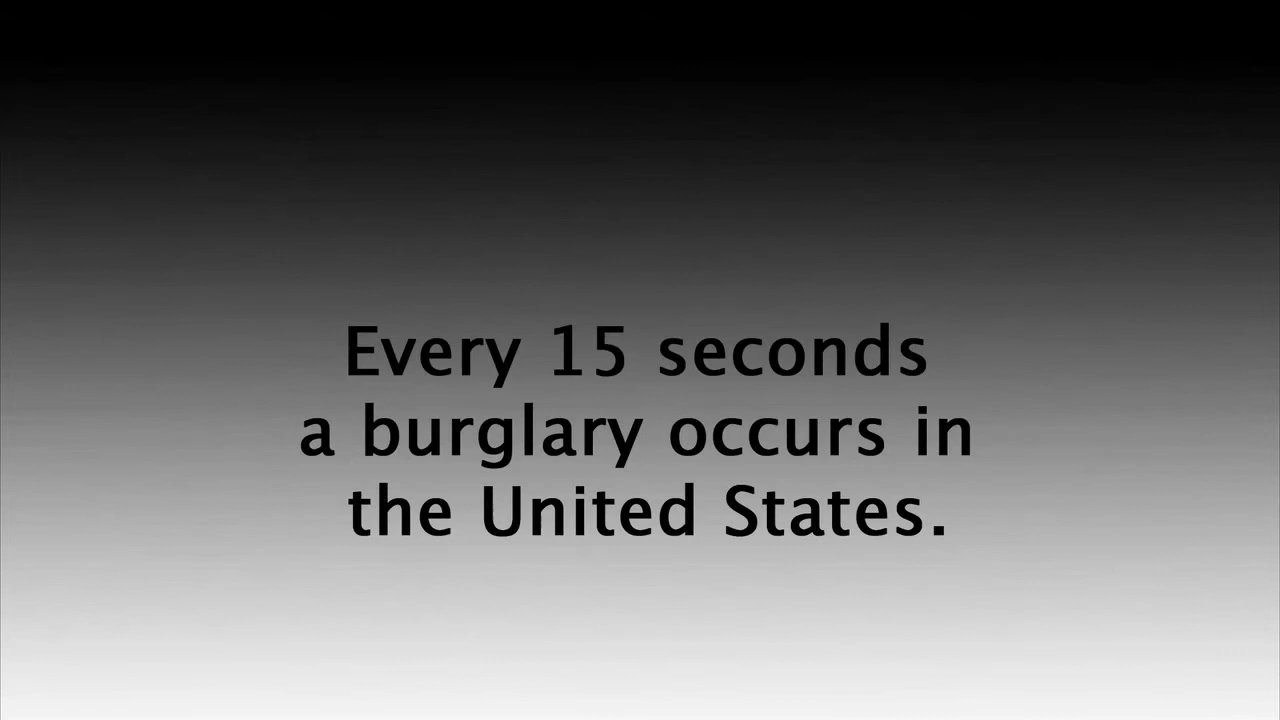 Every 15 seconds
a burglary occurs in
the United States.